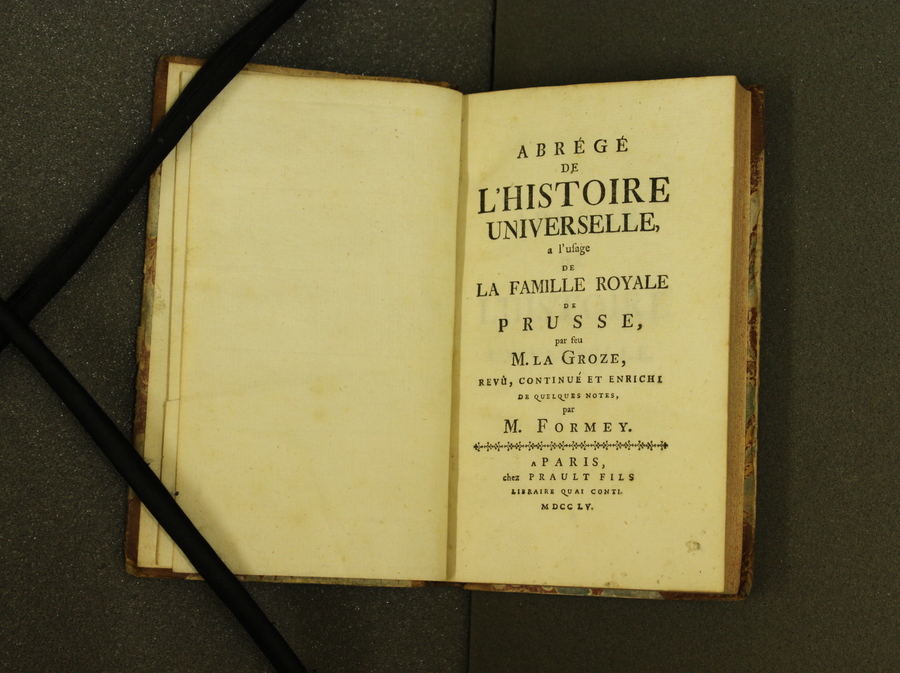 ABRÉGÉ
DE
L'HISTOIRE
UNIVERSELLE,
a l'uſage
DE
LA FAMILLE ROYALE
DE
PRUSSE,
par feu
M. LA GROZE,
REVÛ, CONTINUÉ ET ENRICHI
DE QUELQUES NOTES,
par
M. FORMEY.
A PARIS,
chez PRAULT FILS
LIBRAIRE QUAI CONTI.
MDCCLV.